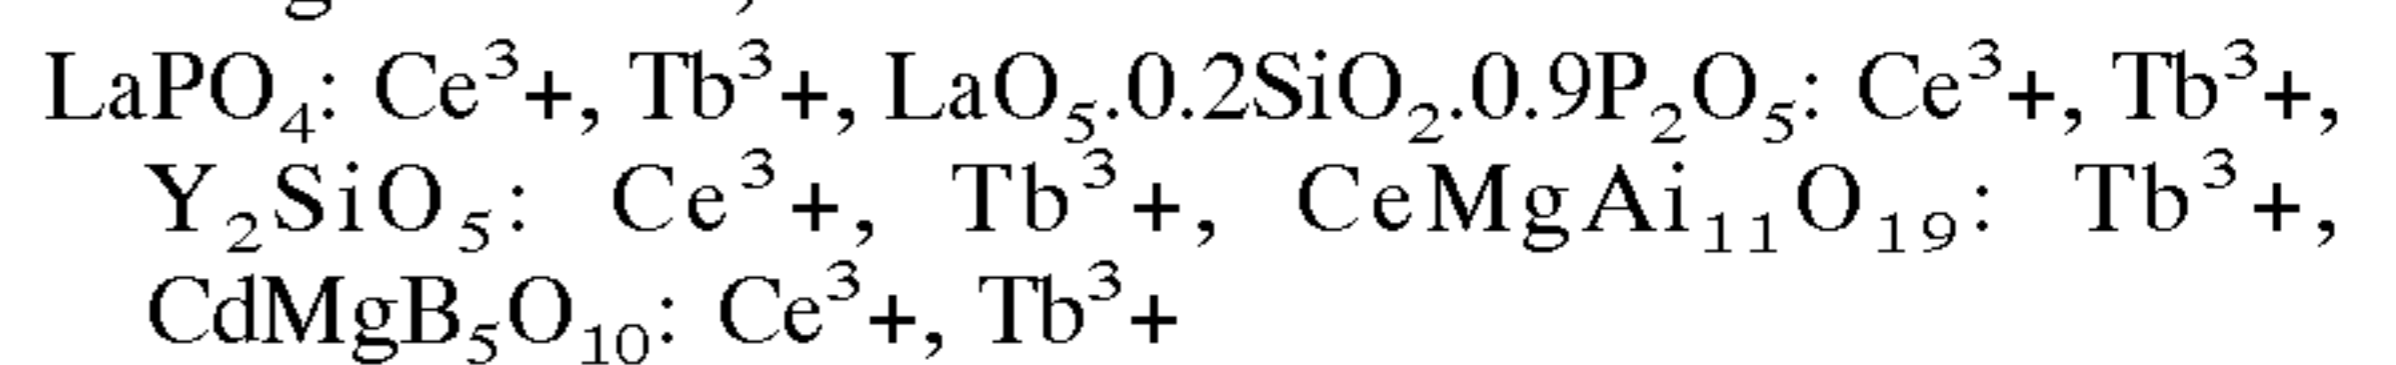 LaPO₄: Ce³+, Tb³+, LaO₅.0.2SiO₂.0.9P₂O₅: Ce³+, Tb³+,
Y₂SiO₅: Ce³+, Tb³+, CeMgAi₁₁O₁₉: Tb³+,
CdMgB₅O₁₀: Ce³+, Tb³+